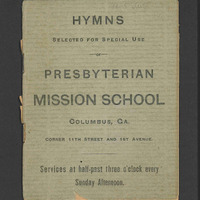 HYMNS
SELECTED FOR SPECIAL USE
PRESBYTERIAN
MISSION SCHOOL
COLUMBUS, GA.
CORNER 11TH STREET AND 1ST AVENUE
Services at half-past three o'clock every
Sunday Afternoon.